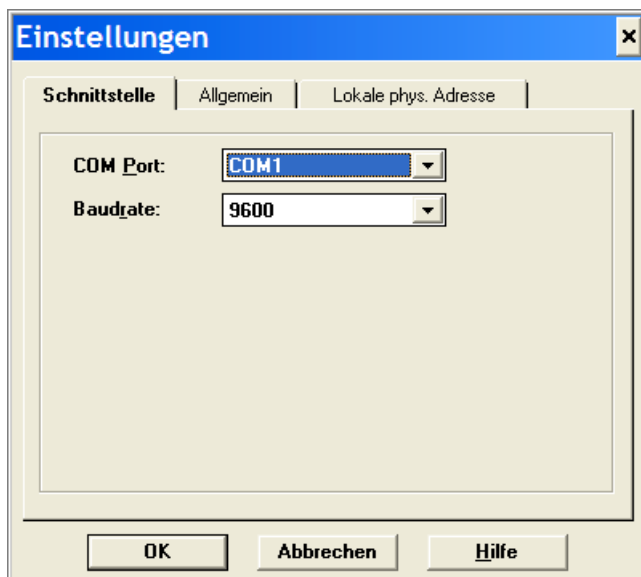 Einstellungen
Schnittstelle Allgemein Lokale phys. Adresse
COM Port: COM1
Baudrate: 9600
OK Abbrechen Hilfe